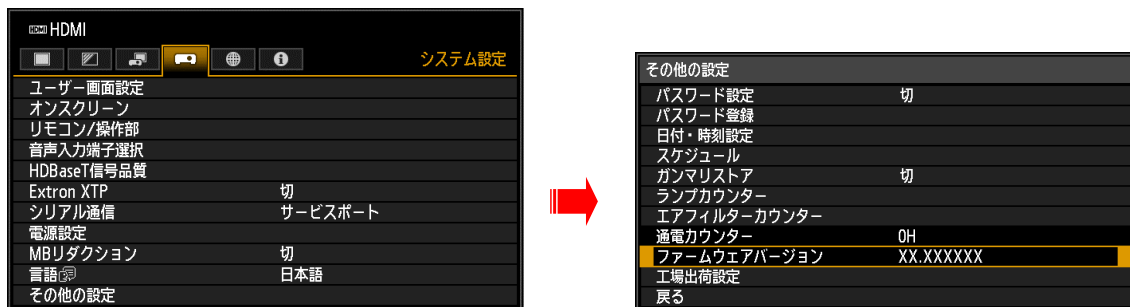 HDMI HDMI
システム設定
ユーザー画面設定
オンスクリーン
リモコン/操作部
音声入力端子選択
HDBaseT信号品質
Extron XTP 切
シリアル通信 サービスポート
電源設定
MBリダクション 切
言語 日本語
その他の設定
その他の設定
パスワード設定 切
パスワード登録
日付・時刻設定
スケジュール
ガンマリストア 切
ランプカウンター
エアフィルターカウンター
通電カウンター 0H
ファームウェアバージョン XX.XXXXXX
工場出荷設定
戻る